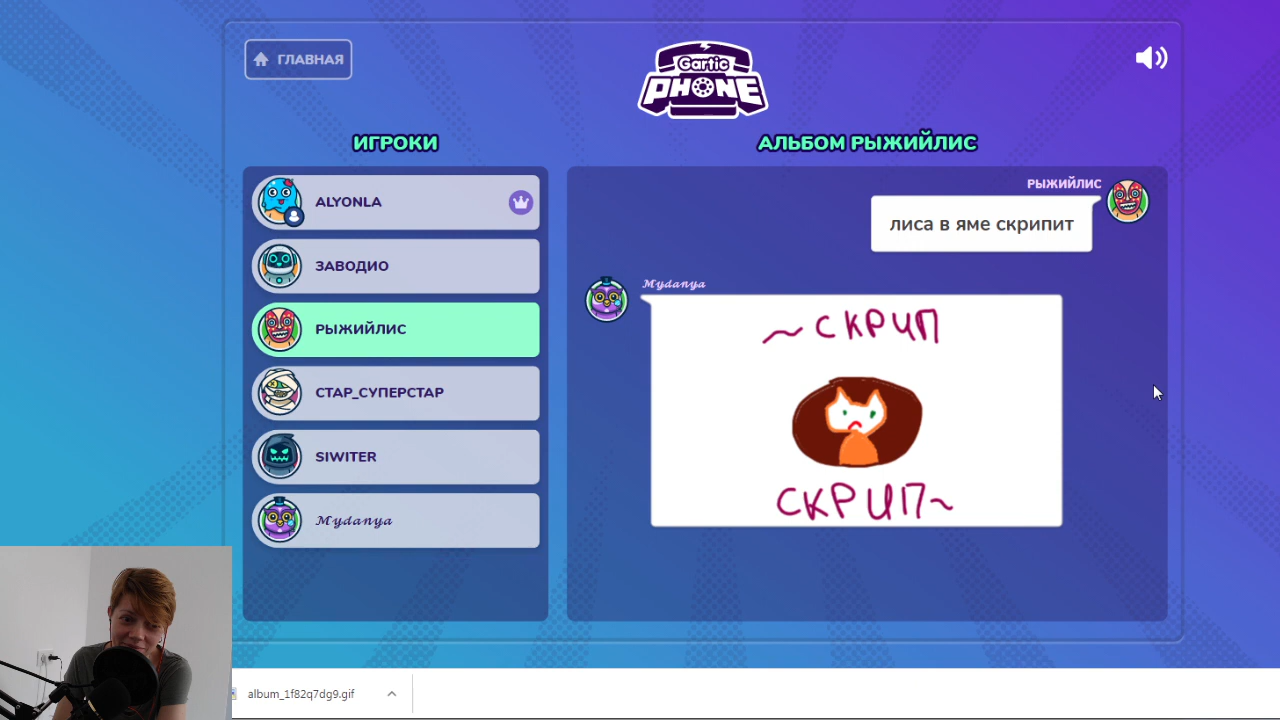 ГЛАВНАЯ
Gartic
PHONE
ИГРОКИ
ALYONLA
ЗАВОДИО
РЫЖИЙЛИС
СТАР_СУПЕРСТАР
SIWITER
Mydanya
АЛЬБОМ РЫЖИЙЛИС
РЫЖИЙЛИС
лиса в яме скрипит
Mydanya
~ СКРИП
СКРИП~
album_1f82q7dg9.gif